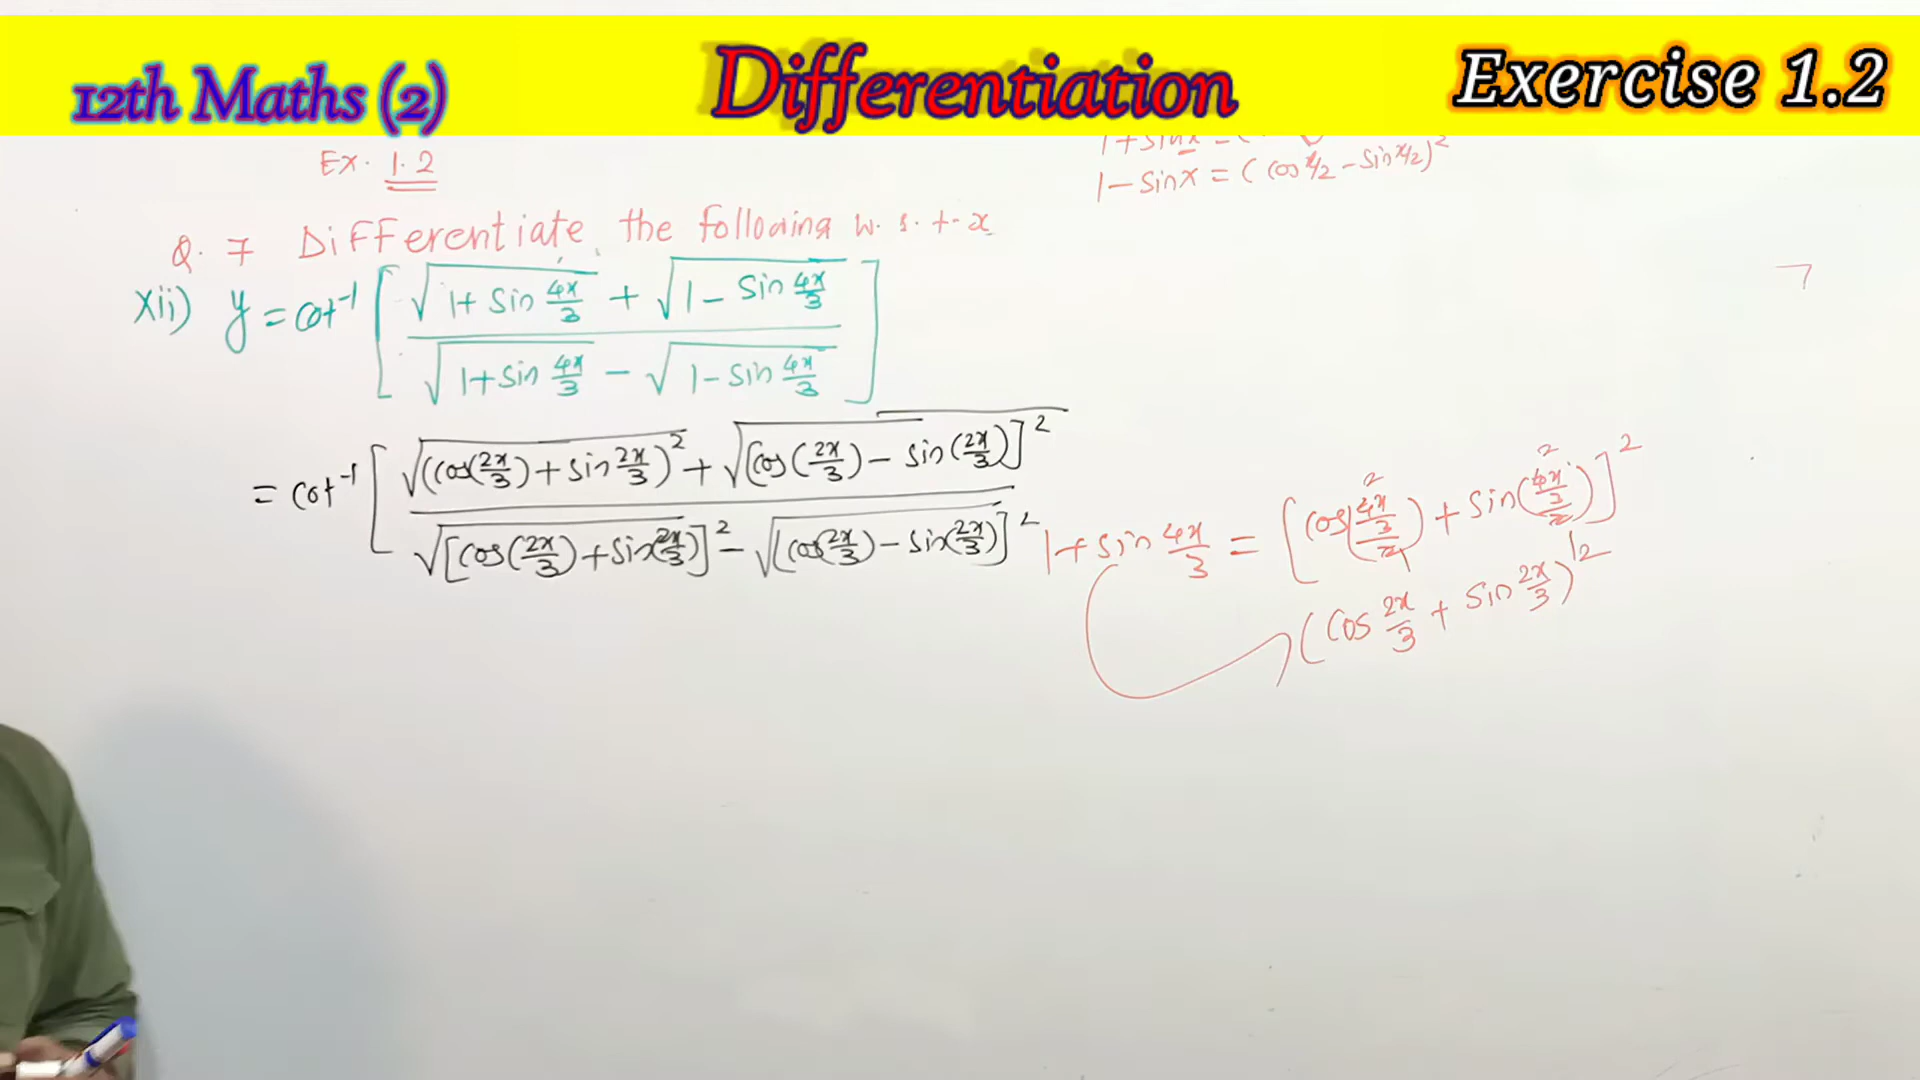 12th Maths (2) Differentiation Exercise 1.2
Ex. 1.2
1 - sin x = (cos x/2 - sin x/2)²
Q. 7 Differentiate the following w.r.t. x
xii) y = cot⁻¹ [ (√(1 + sin 4x/3) + √(1 - sin 4x/3)) / (√(1 + sin 4x/3) - √(1 - sin 4x/3)) ]
= cot⁻¹ [ (√(cos(2x/3) + sin 2x/3)² + √[cos(2x/3) - sin(2x/3)]²) / (√[cos(2x/3) + sin(2x/3)]² - √[cos(2x/3) - sin(2x/3)]²)
1 + sin 4x/3 = [cos(4x/3 / 2) + sin(4x/3 / 2)]²
(cos 2x/3 + sin 2x/3)²